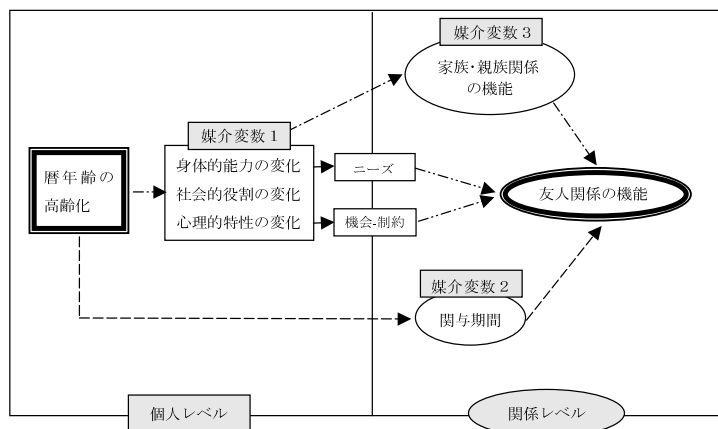 媒介変数3
家族・親族関係
の機能
媒介変数1
身体的能力の変化
社会的役割の変化
心理的特性の変化
ニーズ
機会-制約
暦年齢の
高齢化
友人関係の機能
媒介変数2
関与期間
個人レベル
関係レベル